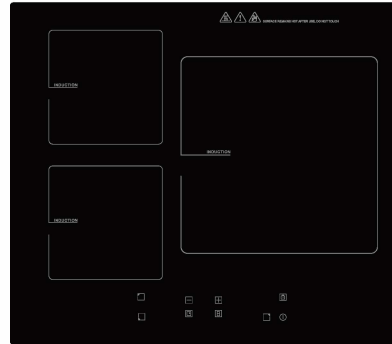 SURFACE REMAINS HOT AFTER USE, DO NOT TOUCH
INDUCTION
INDUCTION
INDUCTION